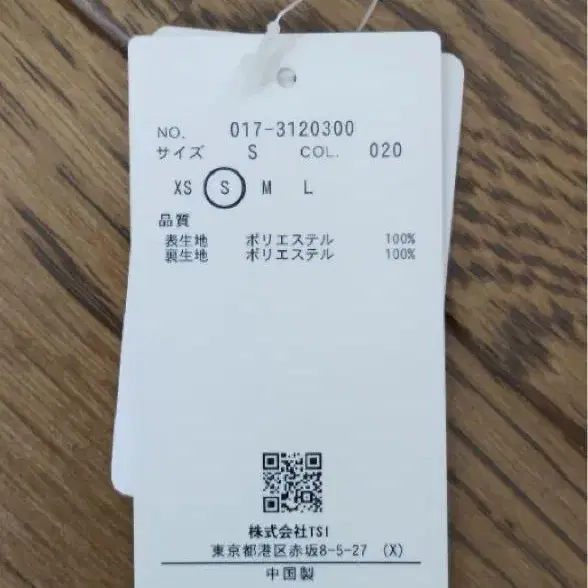 NO. 017-3120300
サイズ S COL. 020
XS S M L
品質
表生地 ポリエステル 100%
裏生地 ポリエステル 100%
株式会社TSI
東京都港区赤坂8-5-27 (X)
中国製